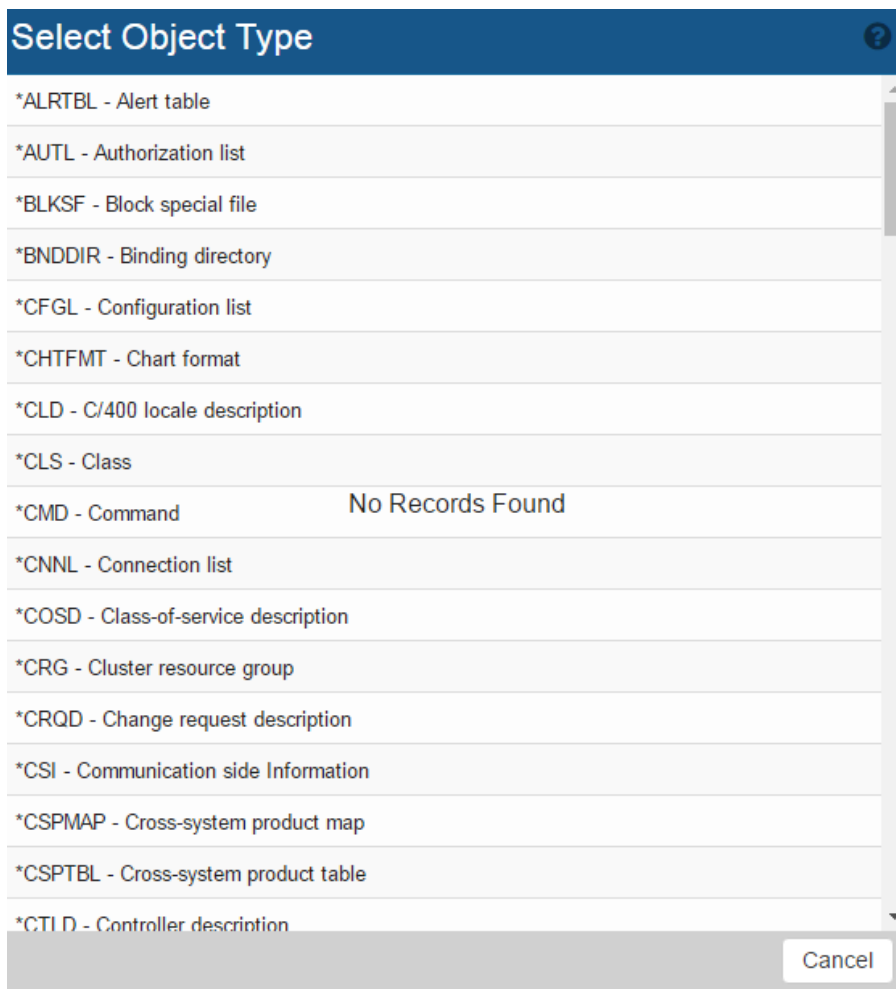 Select Object Type
*ALRTBL - Alert table
*AUTL - Authorization list
*BLKSF - Block special file
*BNDDIR - Binding directory
*CFGL - Configuration list
*CHTFMT - Chart format
*CLD - C/400 locale description
*CLS - Class
No Records Found
*CMD - Command
*CNNL - Connection list
*COSD - Class-of-service description
*CRG - Cluster resource group
*CRQD - Change request description
*CSI - Communication side Information
*CSPMAP - Cross-system product map
*CSPTBL - Cross-system product table
*CTLD - Controller description
Cancel